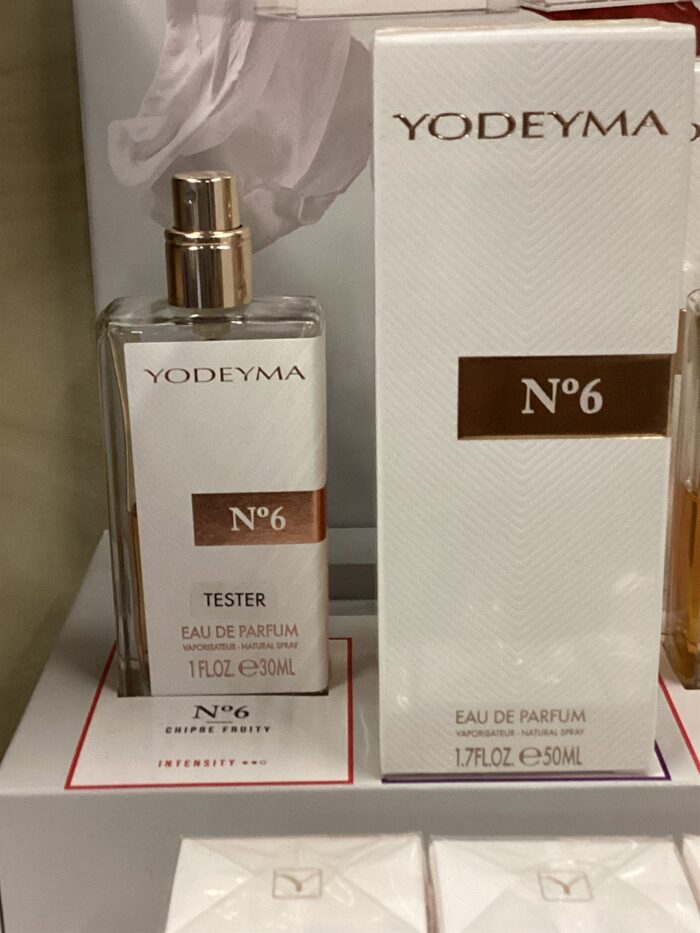 YODEYMA
Nº6
TESTER
EAU DE PARFUM
VAPORISATEUR - NATURAL SPRAY
1 FL.OZ. ℮30ML
Nº6
CHIPRE FRUITY
INTENSITY
YODEYMA
Nº6
EAU DE PARFUM
VAPORISATEUR - NATURAL SPRAY
1.7FL.OZ. ℮50ML
Y
Y